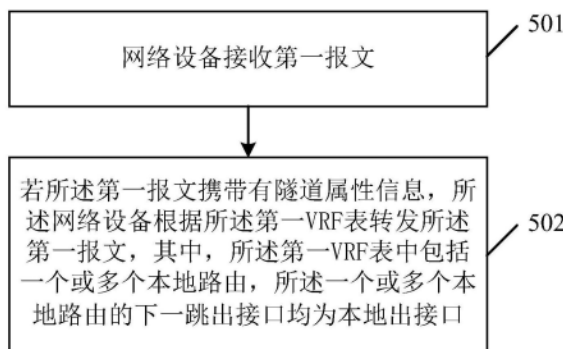 网络设备接收第一报文
501
若所述第一报文携带有隧道属性信息，所
述网络设备根据所述第一VRF表转发所述
第一报文，其中，所述第一VRF表中包括
一个或多个本地路由，所述一个或多个本
地路由的下一跳出接口均为本地出接口
502